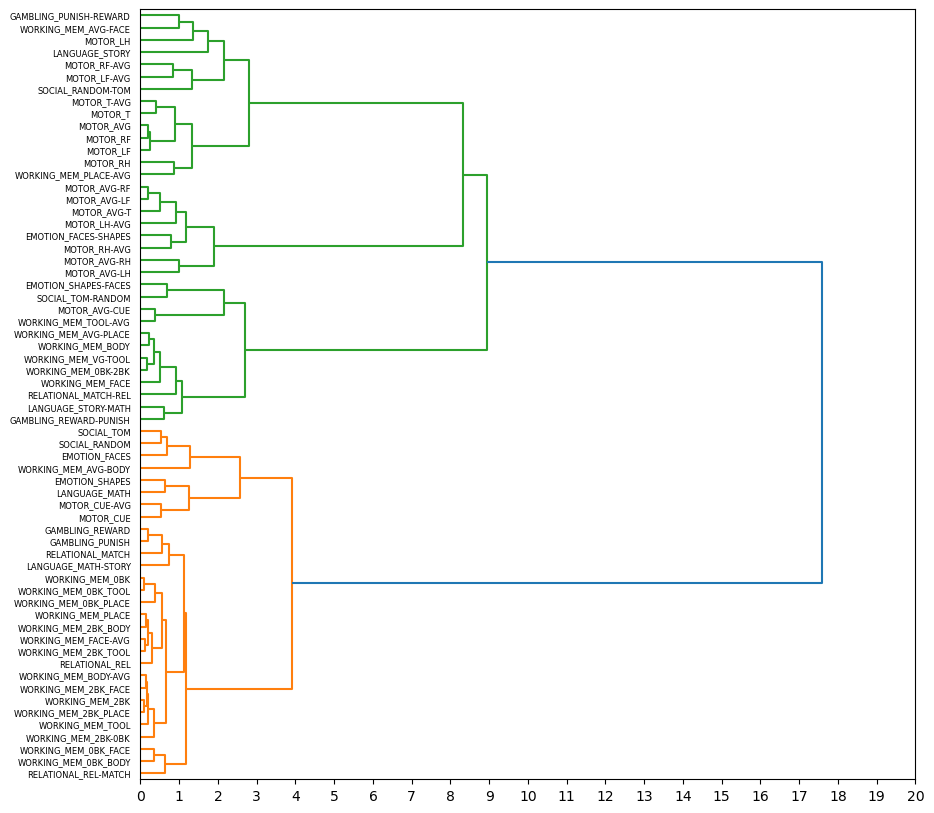 GAMBLING_PUNISH-REWARD
WORKING_MEM_AVG-FACE
MOTOR_LH
LANGUAGE_STORY
MOTOR_RF-AVG
MOTOR_LF-AVG
SOCIAL_RANDOM-TOM
MOTOR_T-AVG
MOTOR_T
MOTOR_AVG
MOTOR_RF
MOTOR_LF
MOTOR_RH
WORKING_MEM_PLACE-AVG
MOTOR_AVG-RF
MOTOR_AVG-LF
MOTOR_AVG-T
MOTOR_LH-AVG
EMOTION_FACES-SHAPES
MOTOR_RH-AVG
MOTOR_AVG-RH
MOTOR_AVG-LH
EMOTION_SHAPES-FACES
SOCIAL_TOM-RANDOM
MOTOR_AVG-CUE
WORKING_MEM_TOOL-AVG
WORKING_MEM_AVG-PLACE
WORKING_MEM_BODY
WORKING_MEM_VG-TOOL
WORKING_MEM_0BK-2BK
WORKING_MEM_FACE
RELATIONAL_MATCH-REL
LANGUAGE_STORY-MATH
GAMBLING_REWARD-PUNISH
SOCIAL_TOM
SOCIAL_RANDOM
EMOTION_FACES
WORKING_MEM_AVG-BODY
EMOTION_SHAPES
LANGUAGE_MATH
MOTOR_CUE-AVG
MOTOR_CUE
GAMBLING_REWARD
GAMBLING_PUNISH
RELATIONAL_MATCH
LANGUAGE_MATH-STORY
WORKING_MEM_0BK
WORKING_MEM_0BK_TOOL
WORKING_MEM_0BK_PLACE
WORKING_MEM_PLACE
WORKING_MEM_2BK_BODY
WORKING_MEM_FACE-AVG
WORKING_MEM_2BK_TOOL
RELATIONAL_REL
WORKING_MEM_BODY-AVG
WORKING_MEM_2BK_FACE
WORKING_MEM_2BK
WORKING_MEM_2BK_PLACE
WORKING_MEM_TOOL
WORKING_MEM_2BK-0BK
WORKING_MEM_0BK_FACE
WORKING_MEM_0BK_BODY
RELATIONAL_REL-MATCH
0 1 2 3 4 5 6 7 8 9 10 11 12 13 14 15 16 17 18 19 20